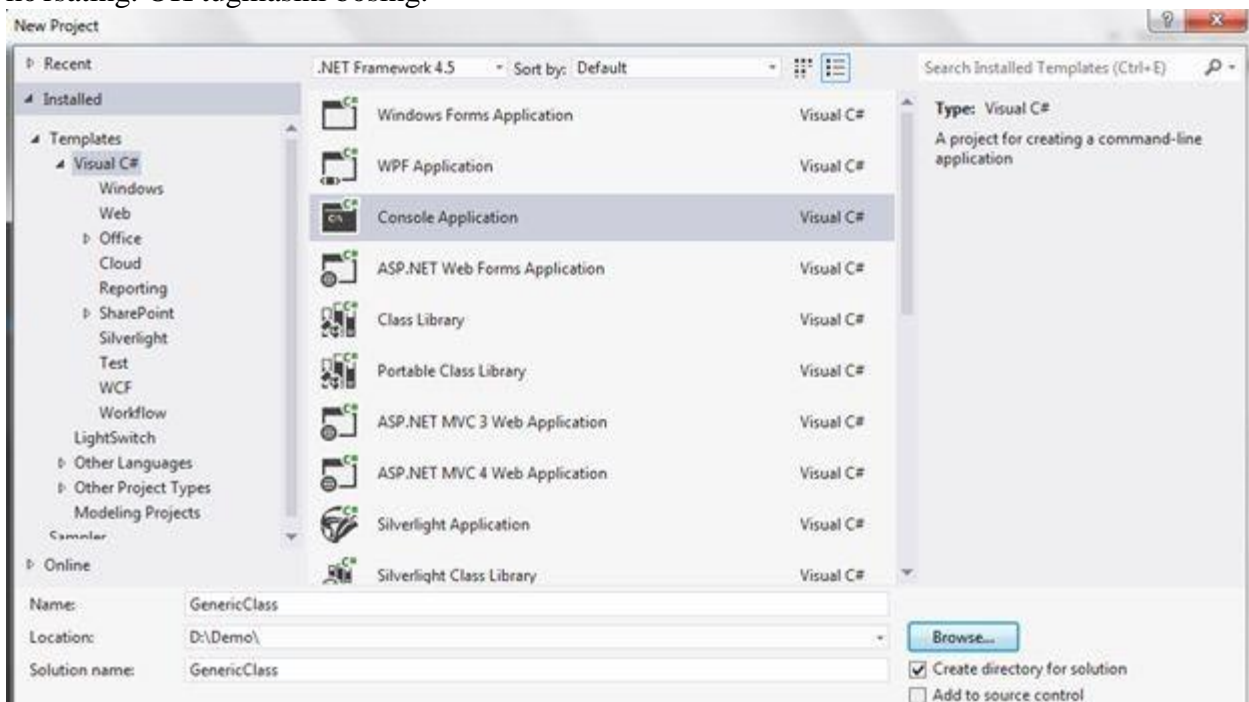 OK tugmasini bosing.
New Project
Recent
.NET Framework 4.5 Sort by: Default Search Installed Templates (Ctrl+E)
Installed
Templates
Visual C#
Windows
Web
Office
Cloud
Reporting
SharePoint
Silverlight
Test
WCF
Workflow
LightSwitch
Other Languages
Other Project Types
Modeling Projects
Samples
Online
Windows Forms Application Visual C#
WPF Application Visual C#
Console Application Visual C#
ASP.NET Web Forms Application Visual C#
Class Library Visual C#
Portable Class Library Visual C#
ASP.NET MVC 3 Web Application Visual C#
ASP.NET MVC 4 Web Application Visual C#
Silverlight Application Visual C#
Silverlight Class Library Visual C#
Type: Visual C#
A project for creating a command-line
application
Name: GenericClass
Location: D:\Demo\
Browse...
Solution name: GenericClass
Create directory for solution
Add to source control